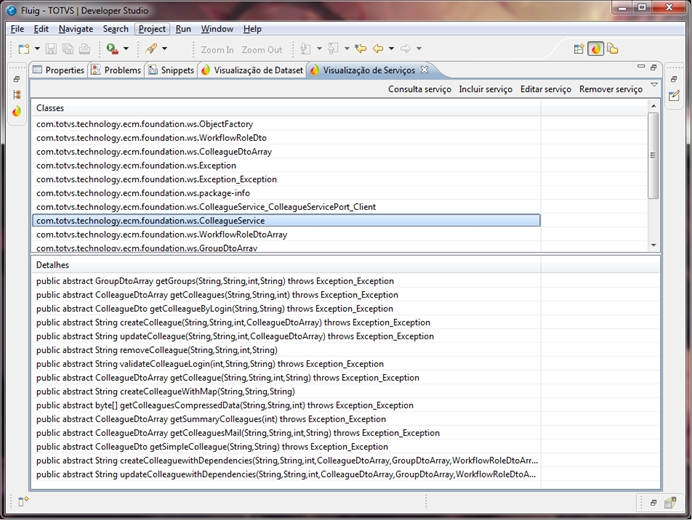 Fluig - TOTVS | Developer Studio
File Edit Navigate Search Project Run Window Help
Zoom In Zoom Out
Properties Problems Snippets Visualização de Dataset Visualização de Serviços
Consulta serviço Incluir serviço Editar serviço Remover serviço
Classes
com.totvs.technology.ecm.foundation.ws.ObjectFactory
com.totvs.technology.ecm.foundation.ws.WorkflowRoleDto
com.totvs.technology.ecm.foundation.ws.ColleagueDtoArray
com.totvs.technology.ecm.foundation.ws.Exception
com.totvs.technology.ecm.foundation.ws.Exception_Exception
com.totvs.technology.ecm.foundation.ws.package-info
com.totvs.technology.ecm.foundation.ws.ColleagueService_ColleagueServicePort_Client
com.totvs.technology.ecm.foundation.ws.ColleagueService
com.totvs.technology.ecm.foundation.ws.WorkflowRoleDtoArray
com.totvs.technology.ecm.foundation.ws.GroupDtoArray
Detalhes
public abstract GroupDtoArray getGroups(String,String,int,String) throws Exception_Exception
public abstract ColleagueDtoArray getColleagues(String,String,int) throws Exception_Exception
public abstract ColleagueDto getColleagueByLogin(String,String) throws Exception_Exception
public abstract String createColleague(String,String,int,ColleagueDtoArray) throws Exception_Exception
public abstract String updateColleague(String,String,int,ColleagueDtoArray) throws Exception_Exception
public abstract String removeColleague(String,String,int,String)
public abstract String validateColleagueLogin(int,String,String) throws Exception_Exception
public abstract ColleagueDtoArray getColleague(String,String,int,String) throws Exception_Exception
public abstract String createColleagueWithMap(String,String,String)
public abstract byte[] getColleaguesCompressedData(String,String,int) throws Exception_Exception
public abstract ColleagueDtoArray getSummaryColleagues(int) throws Exception_Exception
public abstract ColleagueDtoArray getColleaguesMail(String,String,int,String) throws Exception_Exception
public abstract ColleagueDto getSimpleColleague(String,String) throws Exception_Exception
public abstract String createColleaguewithDependencies(String,String,int,ColleagueDtoArray,GroupDtoArray,WorkflowRoleDtoAr...
public abstract String updateColleaguewithDependencies(String,String,int,ColleagueDtoArray,GroupDtoArray,WorkflowRoleDtoA...